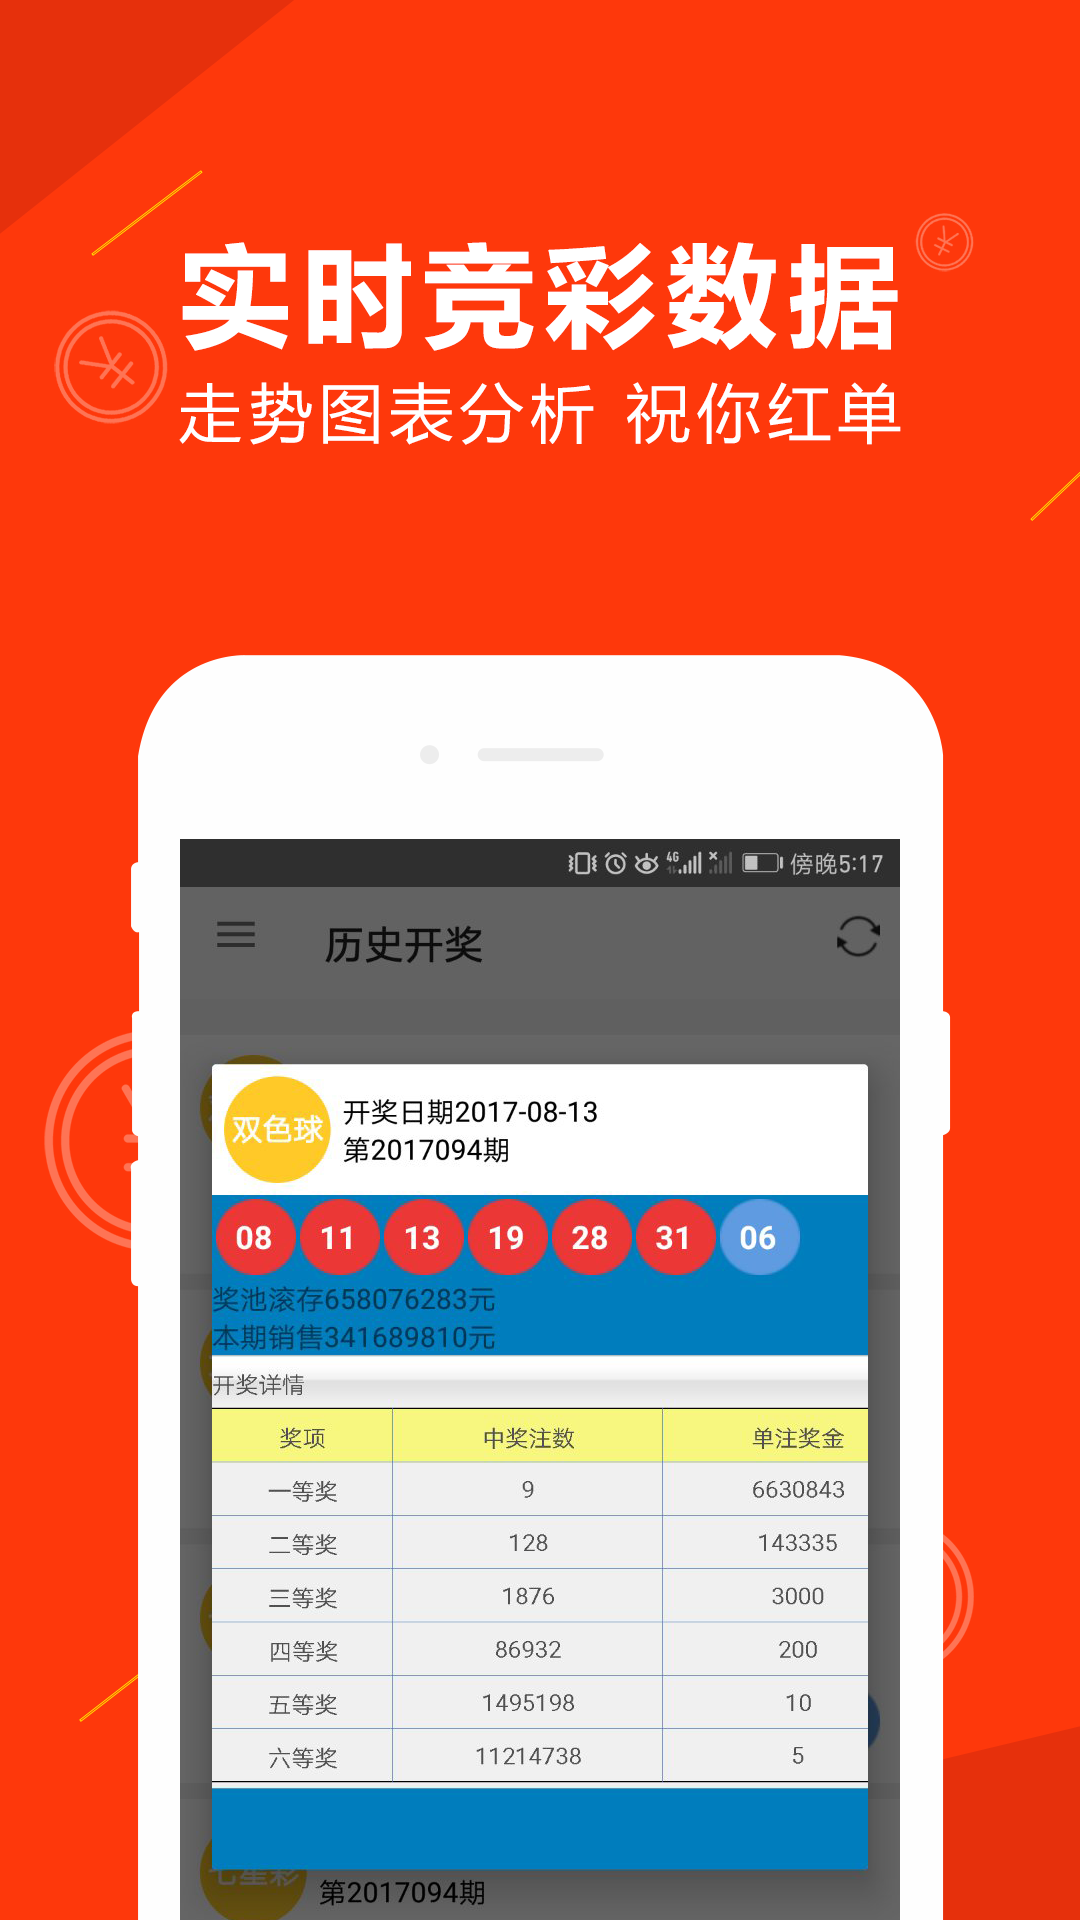 实时竞彩数据
走势图表分析 祝你红单
4G 傍晚5:17
历史开奖
双色球
开奖日期2017-08-13
第2017094期
08 11 13 19 28 31 06
奖池滚存658076283元
本期销售341689810元
开奖详情
奖项 中奖注数 单注奖金
一等奖 9 6630843
二等奖 128 143335
三等奖 1876 3000
四等奖 86932 200
五等奖 1495198 10
六等奖 11214738 5
七星彩
第2017094期